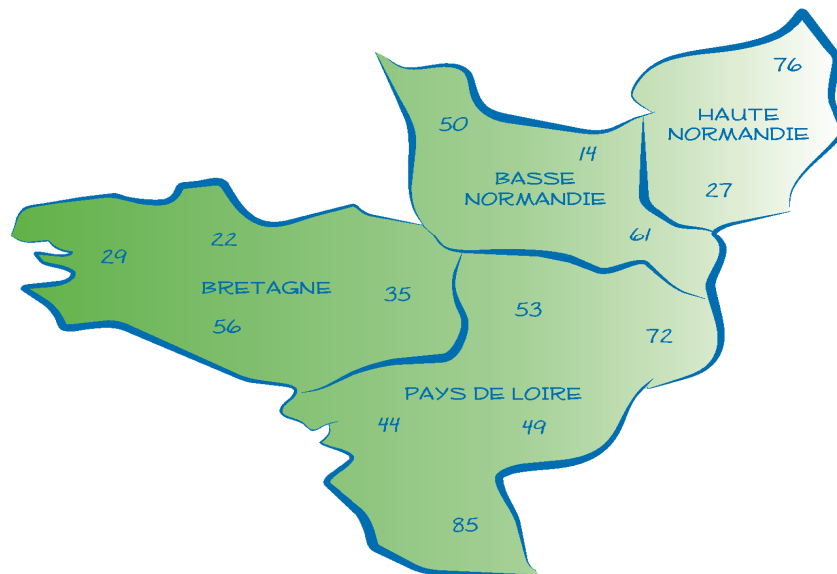 76
HAUTE
NORMANDIE
50
14
BASSE
NORMANDIE
27
61
22
29
BRETAGNE
35
56
53
72
PAYS DE LOIRE
44
49
85